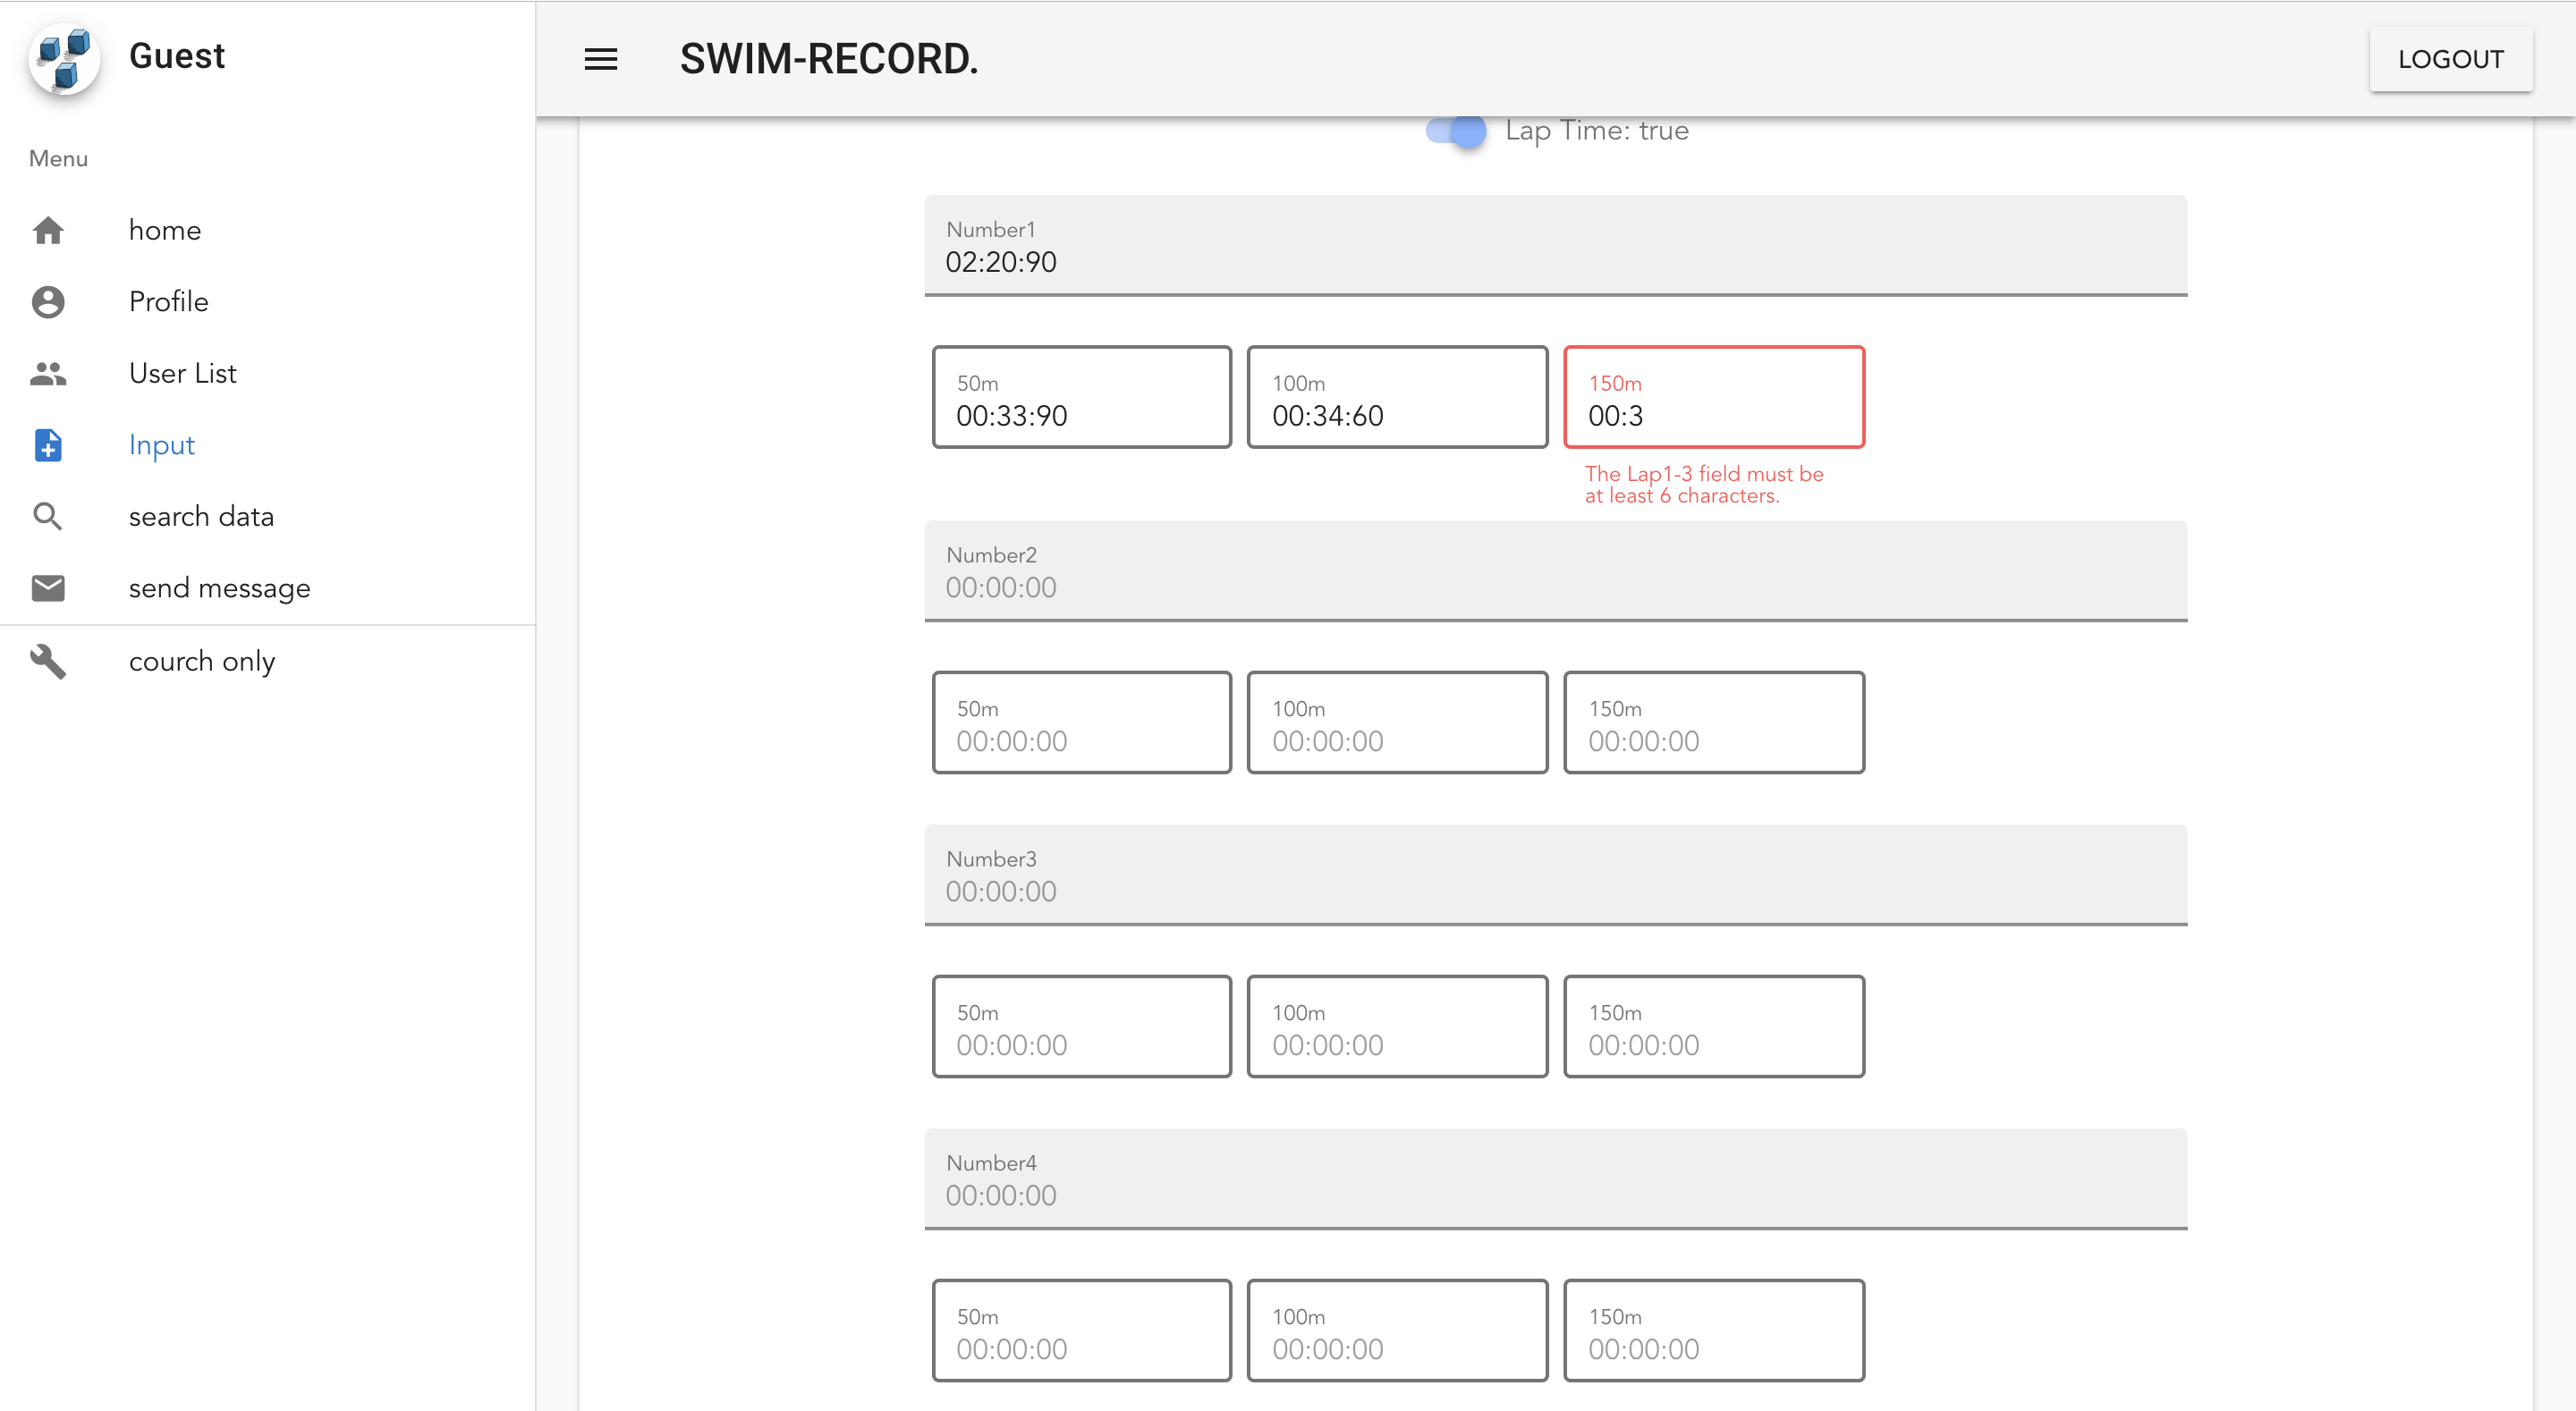 Guest
SWIM-RECORD.
LOGOUT
Menu
home
Profile
User List
Input
search data
send message
courch only
Lap Time: true
Number1
02:20:90
50m
00:33:90
100m
00:34:60
150m
00:3
The Lap1-3 field must be
at least 6 characters.
Number2
00:00:00
50m
00:00:00
100m
00:00:00
150m
00:00:00
Number3
00:00:00
50m
00:00:00
100m
00:00:00
150m
00:00:00
Number4
00:00:00
50m
00:00:00
100m
00:00:00
150m
00:00:00